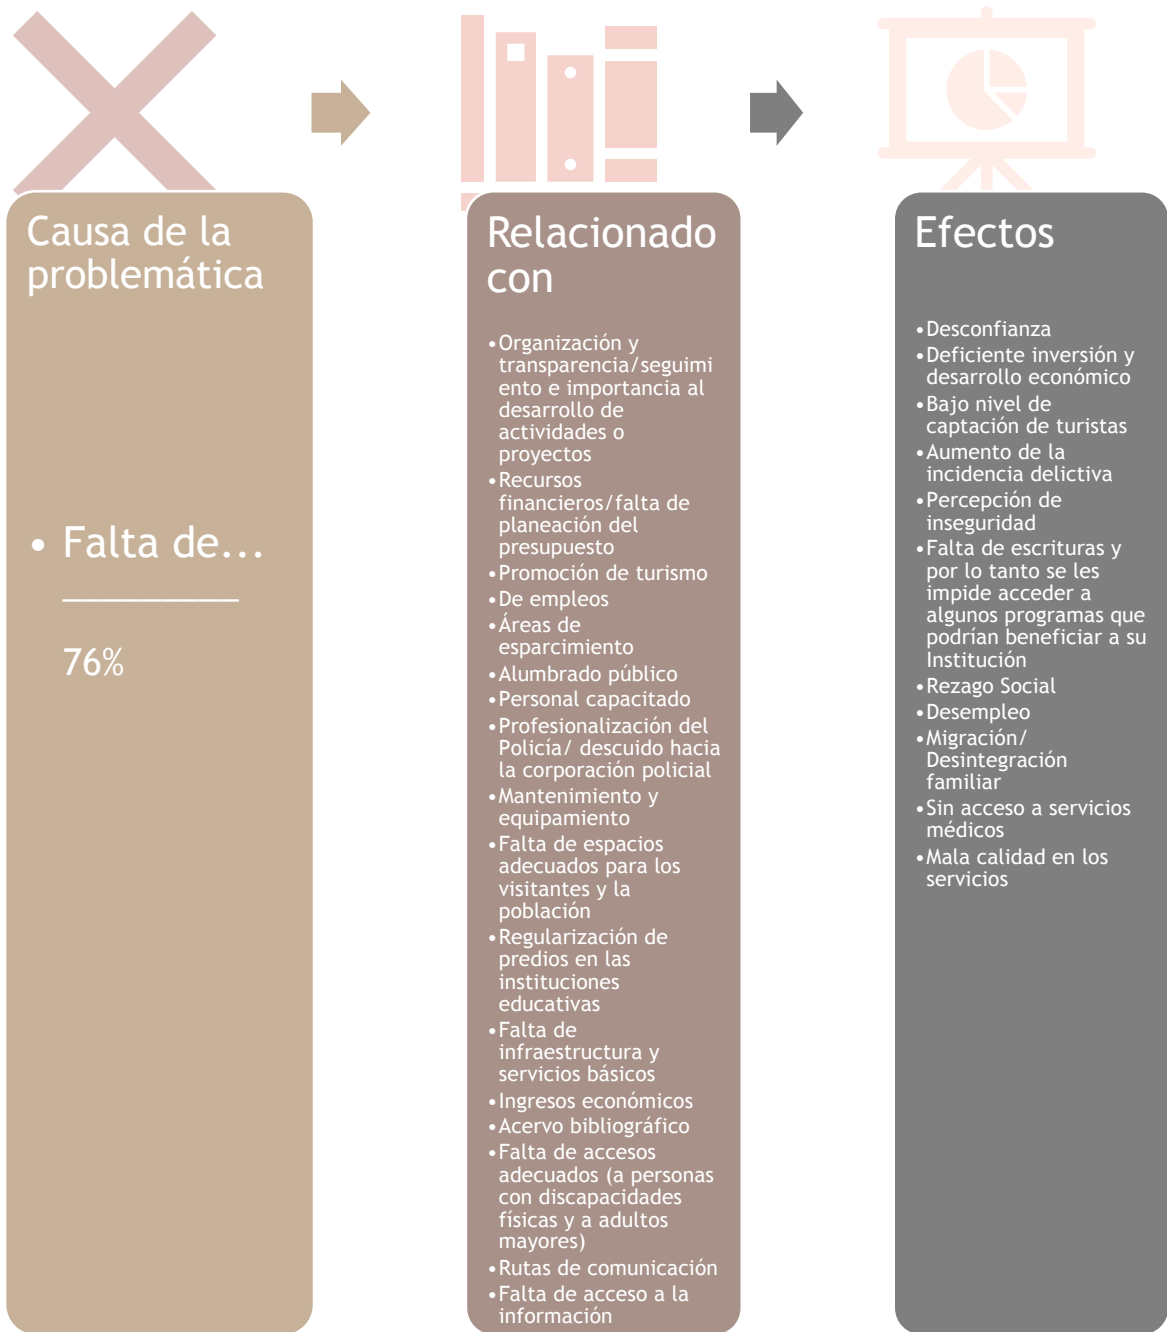 Causa de la
problemática
• Falta de...
_________
76%
Relacionado
con
•Organización y
transparencia/seguimi
ento e importancia al
desarrollo de
actividades o
proyectos
•Recursos
financieros/falta de
planeación del
presupuesto
•Promoción de turismo
•De empleos
•Áreas de
esparcimiento
•Alumbrado público
•Personal capacitado
•Profesionalización del
Policía/ descuido hacia
la corporación policial
•Mantenimiento y
equipamiento
•Falta de espacios
adecuados para los
visitantes y la
población
•Regularización de
predios en las
instituciones
educativas
•Falta de
infraestructura y
servicios básicos
•Ingresos económicos
•Acervo bibliográfico
•Falta de accesos
adecuados (a personas
con discapacidades
físicas y a adultos
mayores)
•Rutas de comunicación
•Falta de acceso a la
información
Efectos
•Desconfianza
•Deficiente inversión y
desarrollo económico
•Bajo nivel de
captación de turistas
•Aumento de la
incidencia delictiva
•Percepción de
inseguridad
•Falta de escrituras y
por lo tanto se les
impide acceder a
algunos programas que
podrían beneficiar a su
Institución
•Rezago Social
•Desempleo
•Migración/
Desintegración
familiar
•Sin acceso a servicios
médicos
•Mala calidad en los
servicios